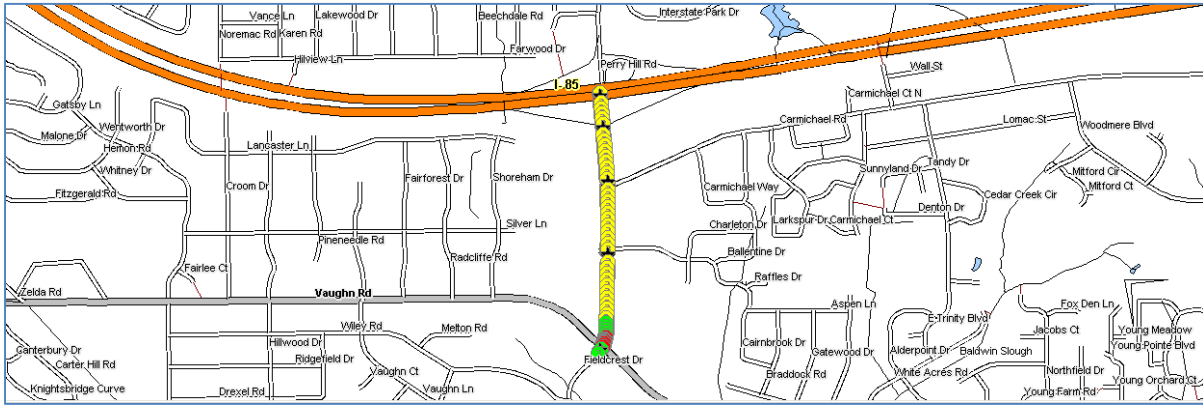 Vance Ln
Lakewood Dr
Beechdale Rd
Interstate Park Dr
Noremac Rd
Karen Rd
Farwood Dr
Hillview Ln
Perry Hill Rd
Wall St
I- 85
Carmichael Ct N
Gatsby Ln
Wentworth Dr
Carmichael Rd
Lomac St
Woodmere Blvd
Malone Dr
Hemon Rd
Lancaster Ln
Whitney Dr
Sunnyland Dr
Tandy Dr
Mitford Cir
Fitzgerald Rd
Croom Dr
Fairforest Dr
Shoreham Dr
Carmichael Way
Mitford Ct
Cedar Creek Cir
Denton Dr
Silver Ln
Charleton Dr
Larkspur Dr
Carmichael Ct
Pineneedle Rd
Ballentine Dr
Radcliffe Rd
Fairlee Ct
Raffles Dr
Zelda Rd
Vaughn Rd
Aspen Ln
Fox Den Ln
E Trinity Blvd
Wiley Rd
Melton Rd
Jacobs Ct
Young Meadow
Canterbury Dr
Hillwood Dr
Cairnbrook Dr
Gatewood Dr
Alderpoint Dr
Baldwin Slough
Young Pointe Blvd
Carter Hill Rd
Ridgefield Dr
Fieldcrest Dr
Vaughn Ct
Braddock Rd
White Acres Rd
Northfield Dr
Young Orchard Ct
Knightsbridge Curve
Drexel Rd
Vaughn Ln
Young Farm Rd